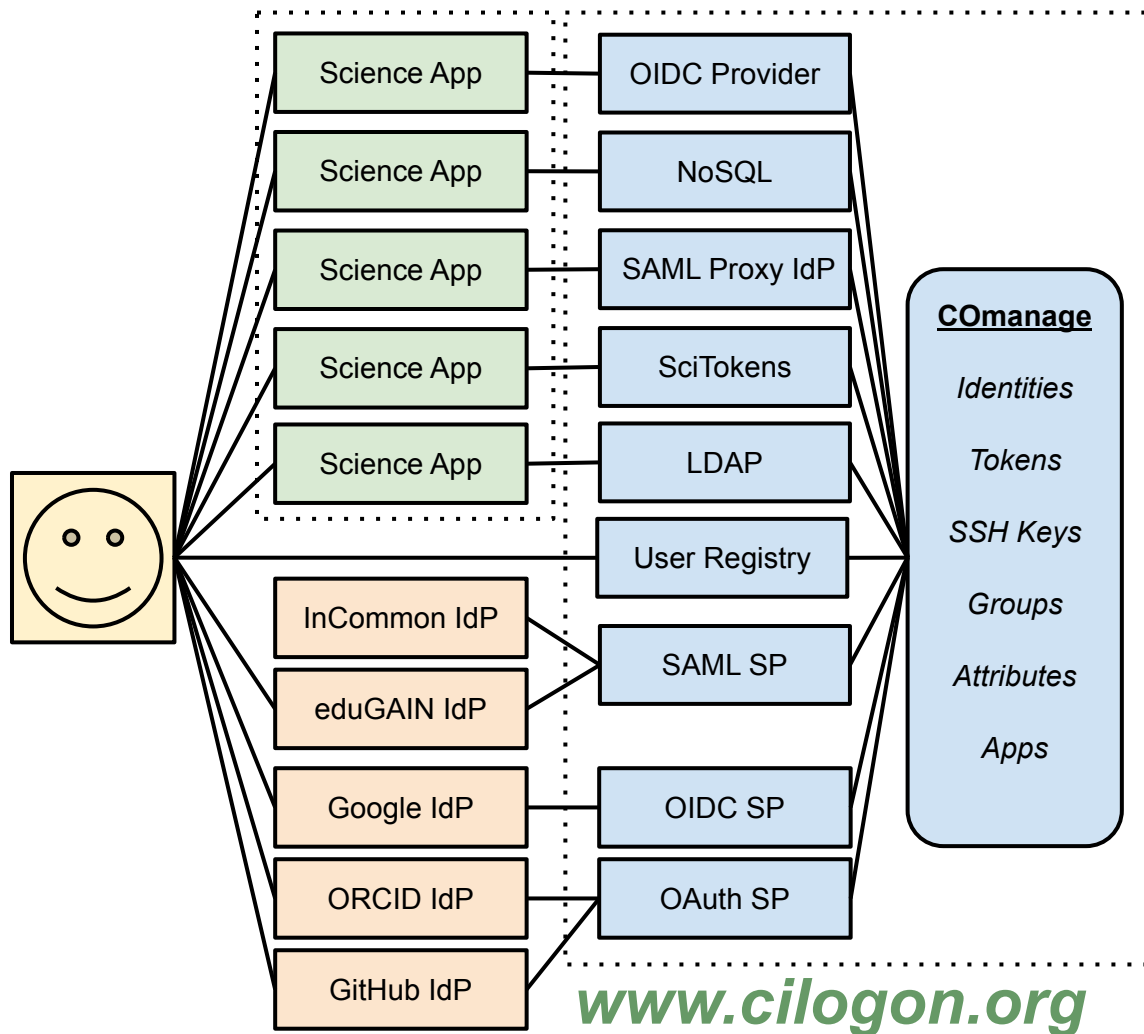 Science App
OIDC Provider
Science App
NoSQL
Science App
SAML Proxy IdP
Science App
SciTokens
Science App
LDAP
User Registry
InCommon IdP
eduGAIN IdP
SAML SP
Google IdP
OIDC SP
ORCID IdP
OAuth SP
GitHub IdP
COmanage
Identities
Tokens
SSH Keys
Groups
Attributes
Apps
www.cilogon.org